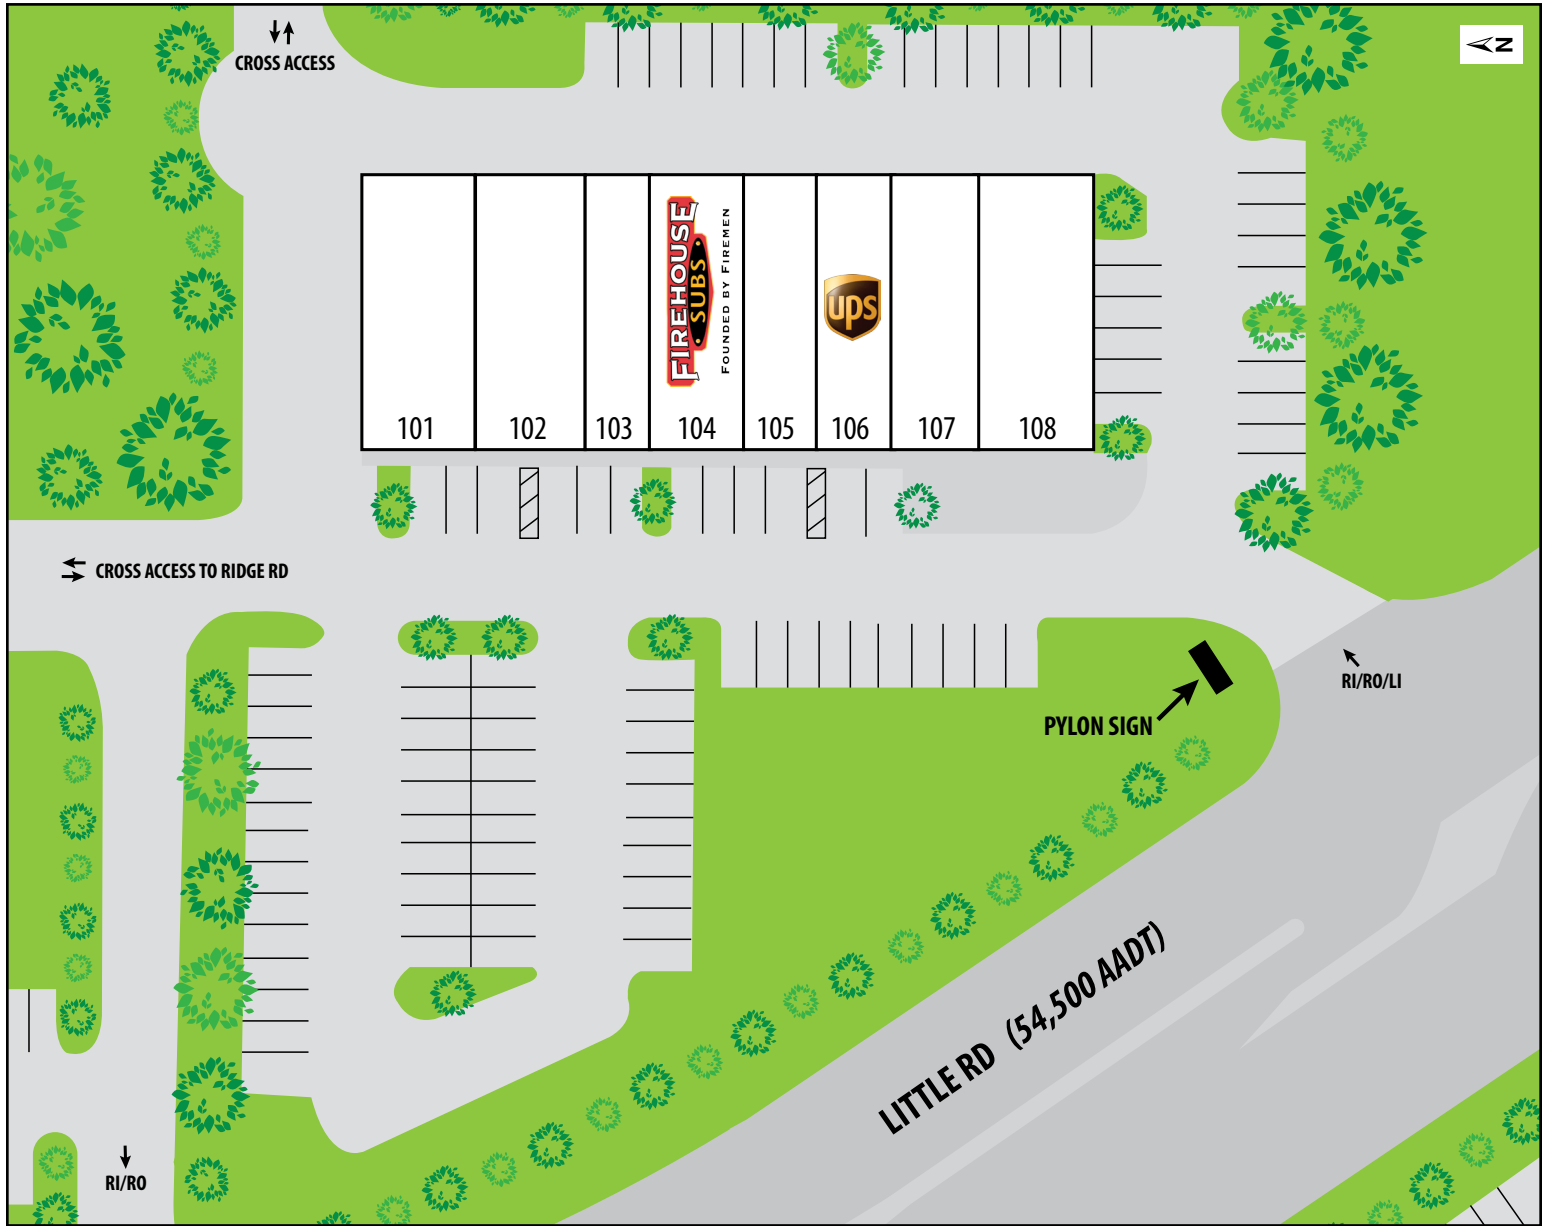 CROSS ACCESS
N
FIREHOUSE
SUBS
FOUNDED BY FIREMEN
ups
101
102
103
104
105
106
107
108
CROSS ACCESS TO RIDGE RD
RI/RO/LI
PYLON SIGN
LITTLE RD (54,500 AADT)
RI/RO